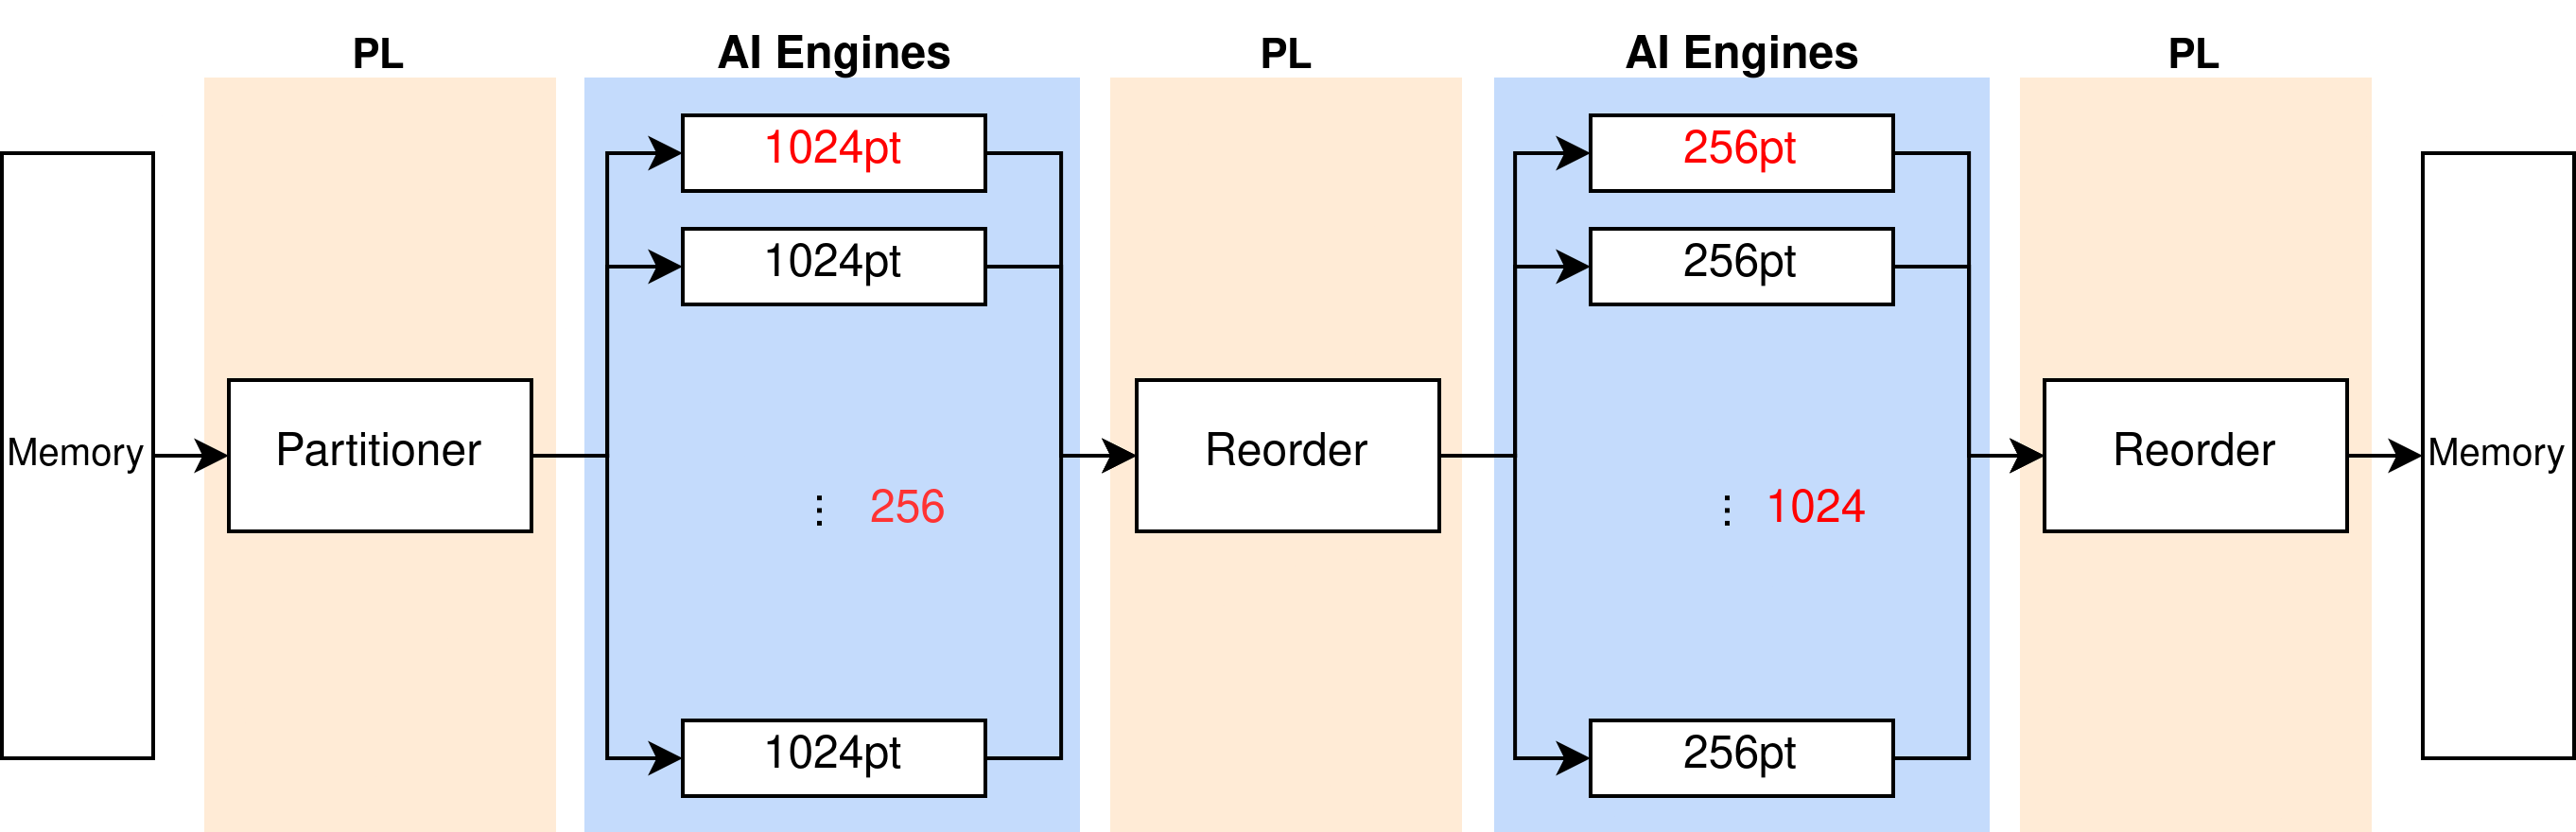 PL
AI Engines
PL
AI Engines
PL
Memory
Partitioner
1024pt
1024pt
⋮ 256
1024pt
Reorder
256pt
256pt
⋮ 1024
256pt
Reorder
Memory